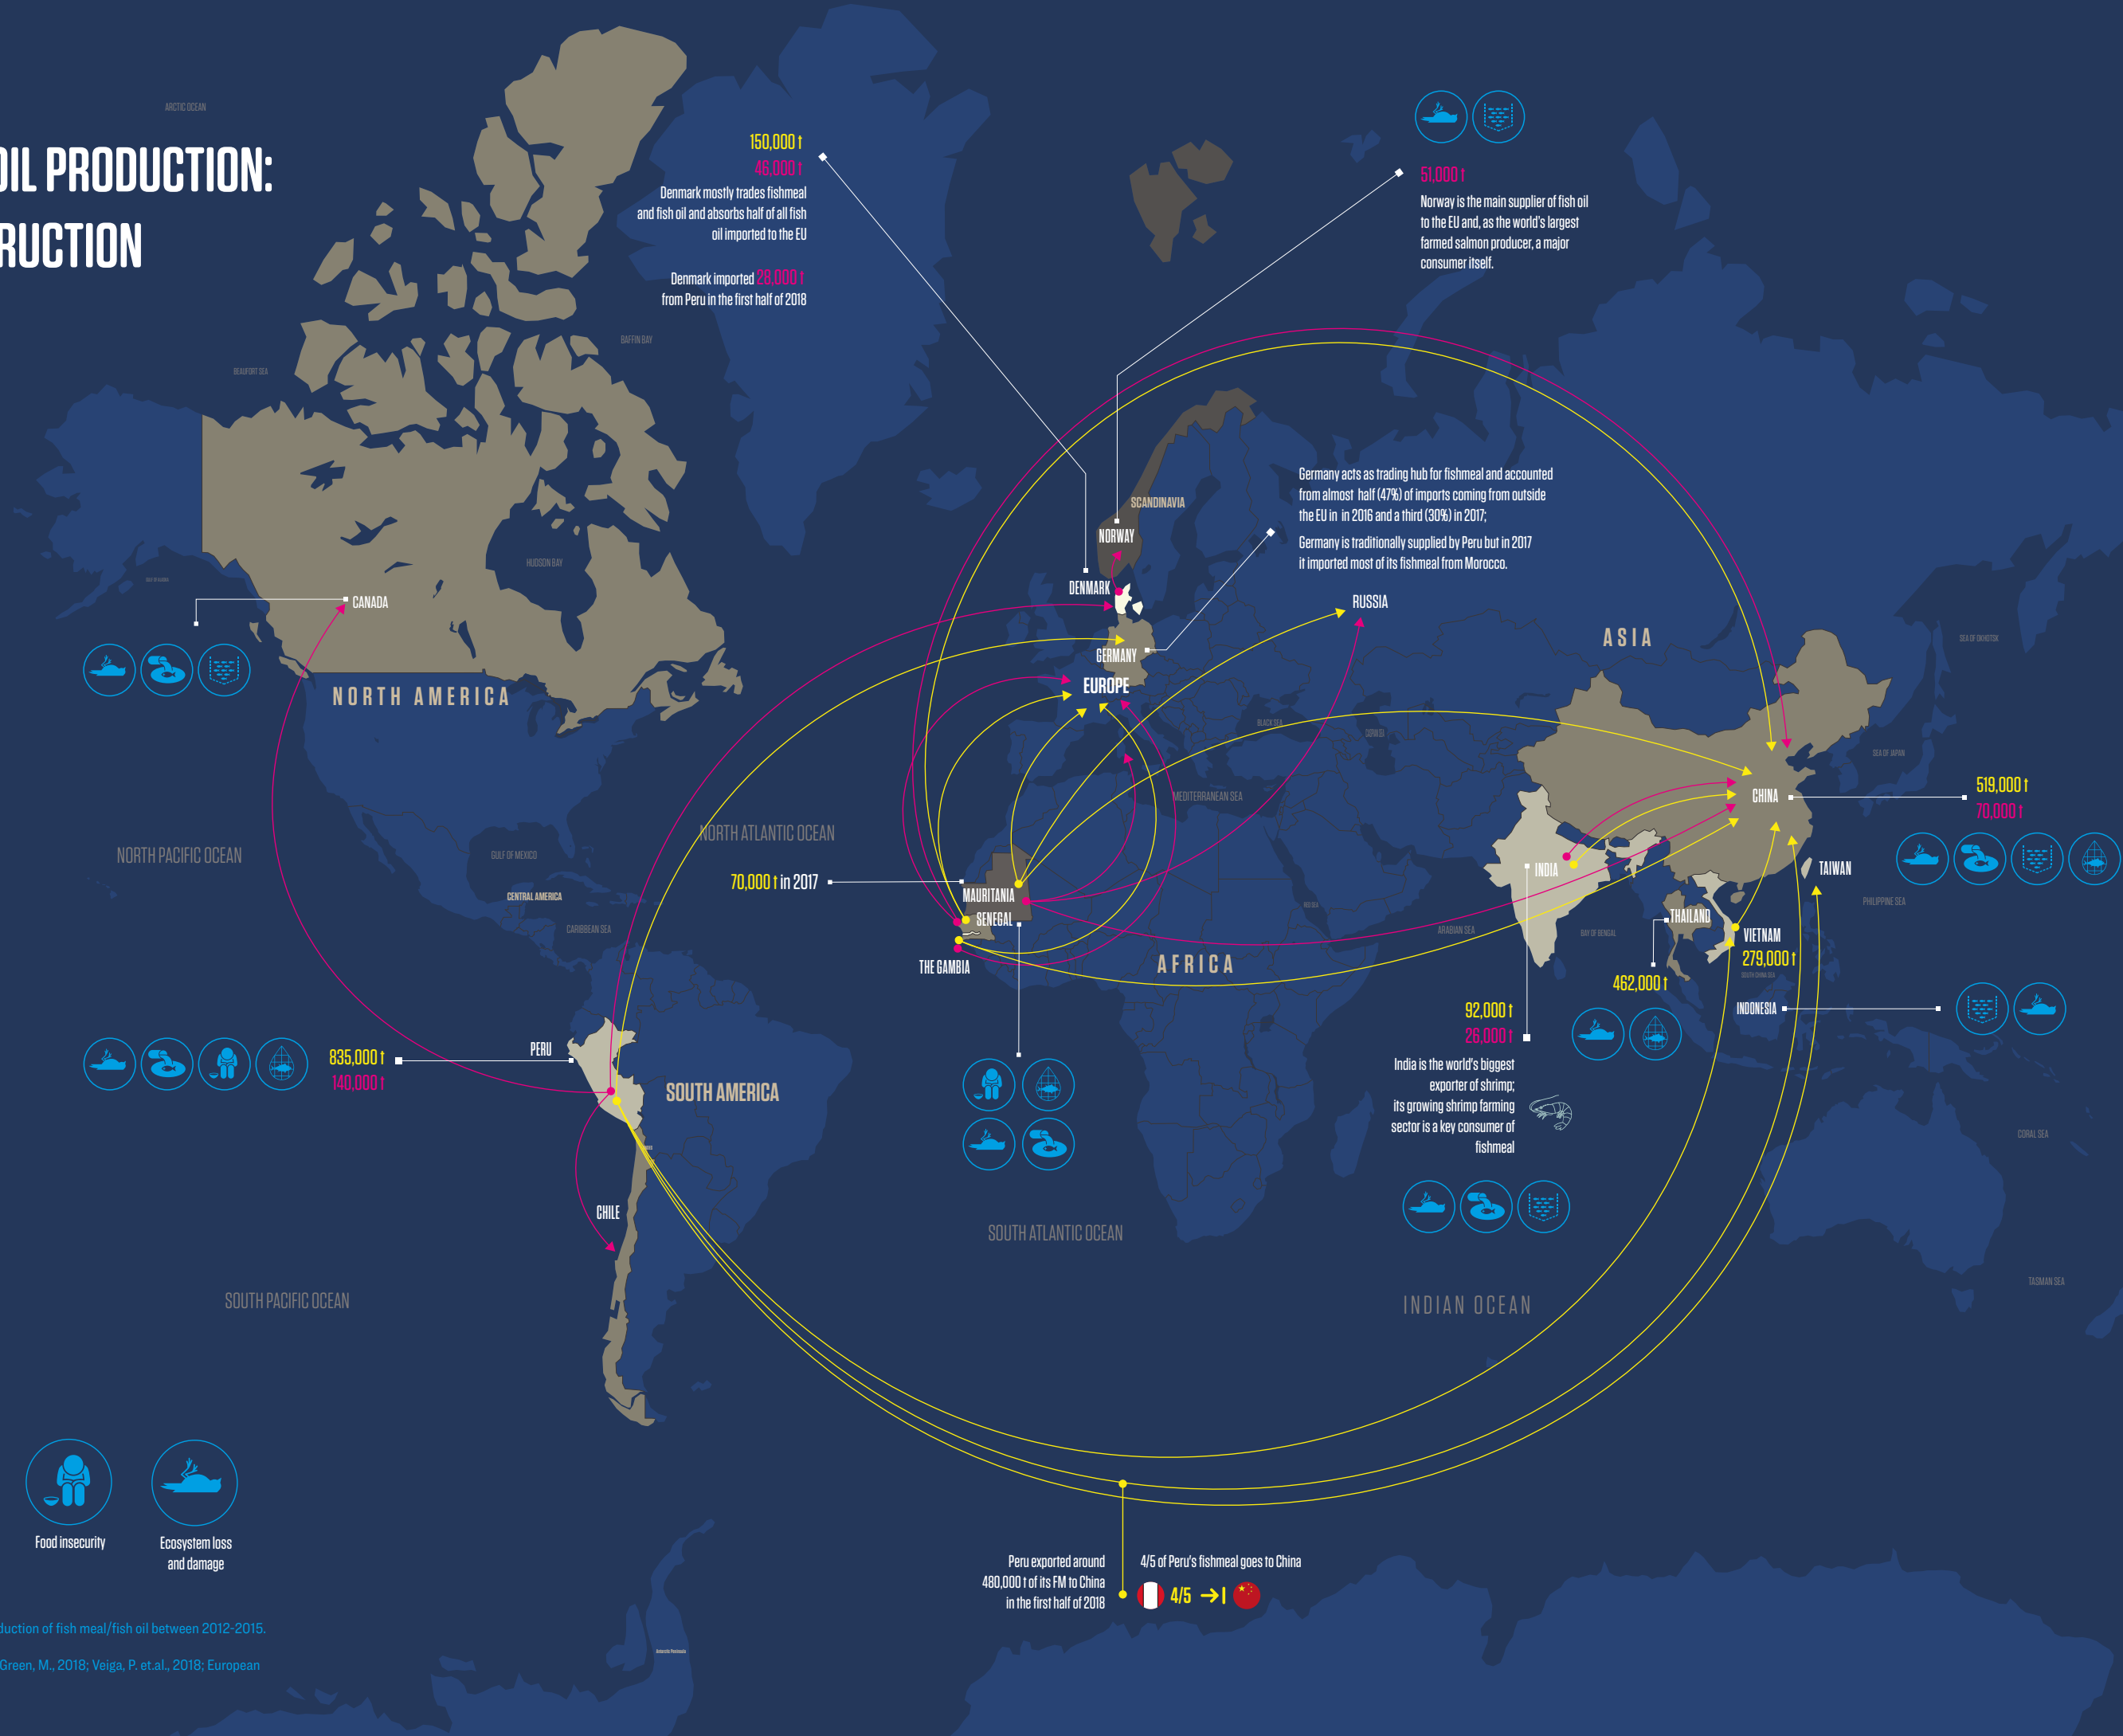 OIL PRODUCTION:
RUCTION
ARCTIC OCEAN
BEAUFORT SEA
BAFFIN BAY
HUDSON BAY
CANADA
NORTH AMERICA
NORTH PACIFIC OCEAN
GULF OF MEXICO
CENTRAL AMERICA
CARIBBEAN SEA
NORTH ATLANTIC OCEAN
150,000 t
46,000 t
Denmark mostly trades fishmeal
and fish oil and absorbs half of all fish
oil imported to the EU
Denmark imported 28,000 t
from Peru in the first half of 2018
51,000 t
Norway is the main supplier of fish oil
to the EU and, as the world's largest
farmed salmon producer, a major
consumer itself.
SCANDINAVIA
NORWAY
DENMARK
GERMANY
EUROPE
Germany acts as trading hub for fishmeal and accounted
from almost half (47%) of imports coming from outside
the EU in in 2016 and a third (30%) in 2017;
Germany is traditionally supplied by Peru but in 2017
it imported most of its fishmeal from Morocco.
RUSSIA
ASIA
SEA OF OKHOTSK
SEA OF JAPAN
BLACK SEA
MEDITERRANEAN SEA
RED SEA
ARABIAN SEA
BAY OF BENGAL
PHILIPPINE SEA
SOUTH CHINA SEA
CHINA
519,000 t
70,000 t
TAIWAN
INDIA
THAILAND
462,000 t
VIETNAM
279,000 t
INDONESIA
70,000 t in 2017
MAURITANIA
SENEGAL
THE GAMBIA
AFRICA
92,000 t
26,000 t
India is the world's biggest
exporter of shrimp;
its growing shrimp farming
sector is a key consumer of
fishmeal
835,000 t
140,000 t
PERU
SOUTH AMERICA
CHILE
SOUTH PACIFIC OCEAN
SOUTH ATLANTIC OCEAN
INDIAN OCEAN
CORAL SEA
TASMAN SEA
Food insecurity
Ecosystem loss
and damage
Peru exported around
480,000 t of its FM to China
in the first half of 2018
4/5 of Peru's fishmeal goes to China
4/5
Antarctic Peninsula
duction of fish meal/fish oil between 2012-2015.
Green, M., 2018; Veiga, P. et.al., 2018; European